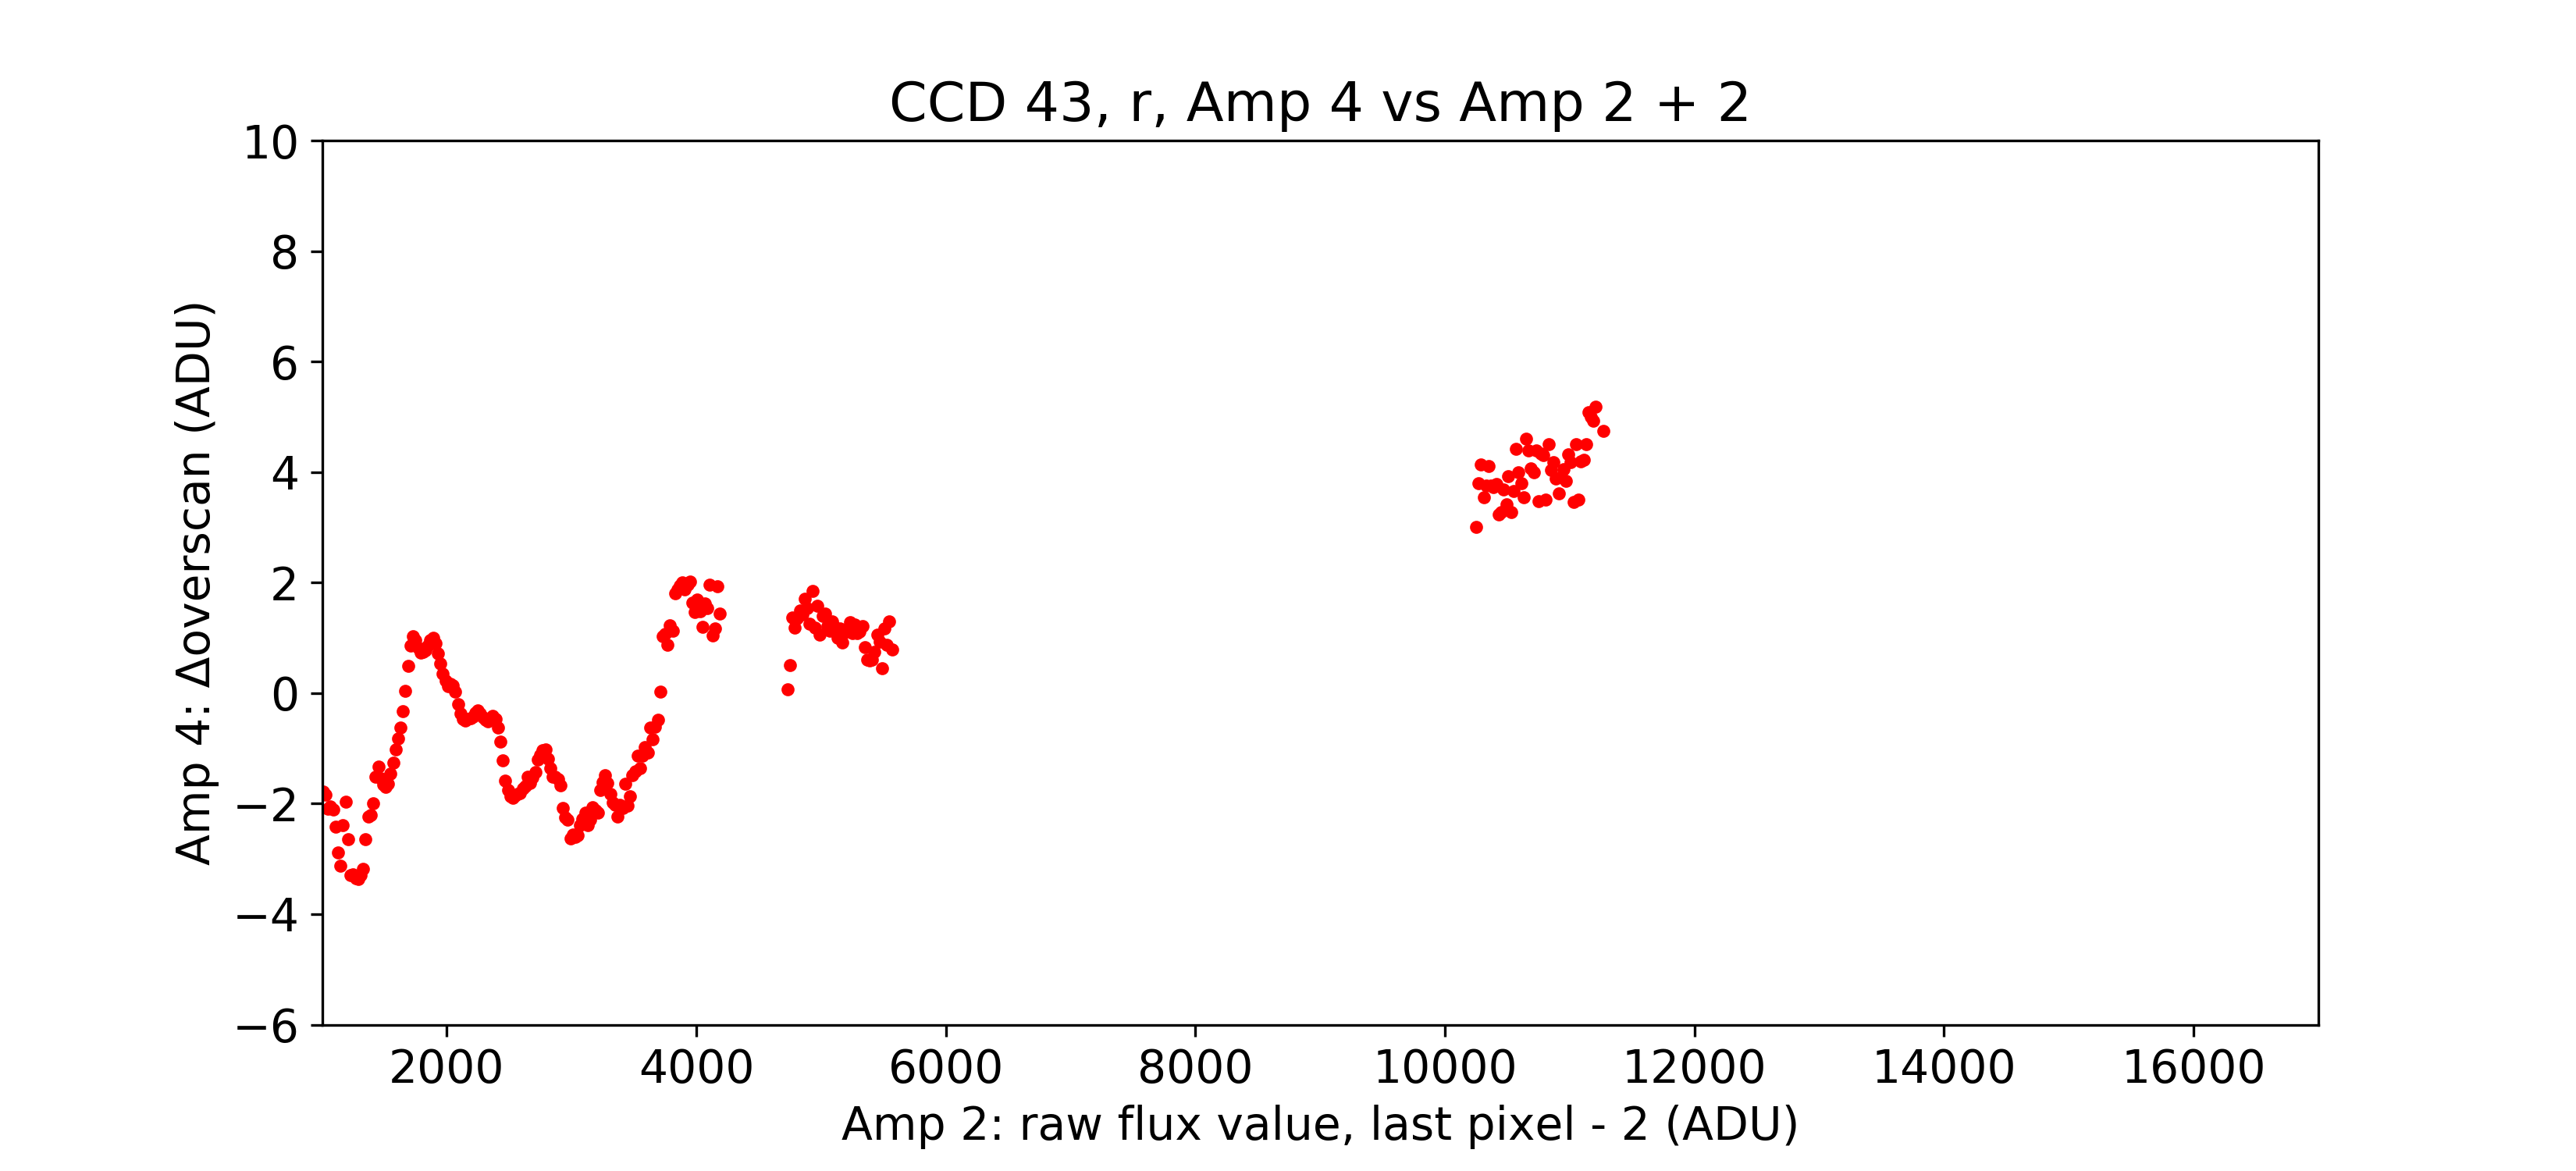 CCD 43, r, Amp 4 vs Amp 2 + 2
10
8
6
4
2
0
−2
−4
−6
Amp 4: Δoverscan (ADU)
2000 4000 6000 8000 10000 12000 14000 16000
Amp 2: raw flux value, last pixel - 2 (ADU)